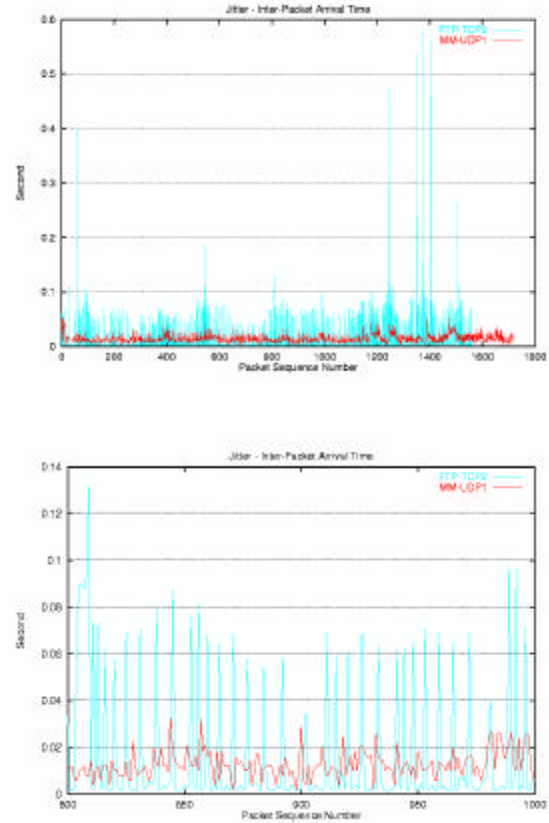 Jitter - Inter-Packet Arrival Time
FTP-TCP2
MM-UDP1
0.6
0.5
0.4
0.3
0.2
0.1
0
Second
0 200 400 600 800 1000 1200 1400 1600 1800
Packet Sequence Number
Jitter - Inter-Packet Arrival Time
FTP-TCP2
MM-UDP1
0.14
0.12
0.1
0.08
0.06
0.04
0.02
0
Second
800 850 900 950 1000
Packet Sequence Number